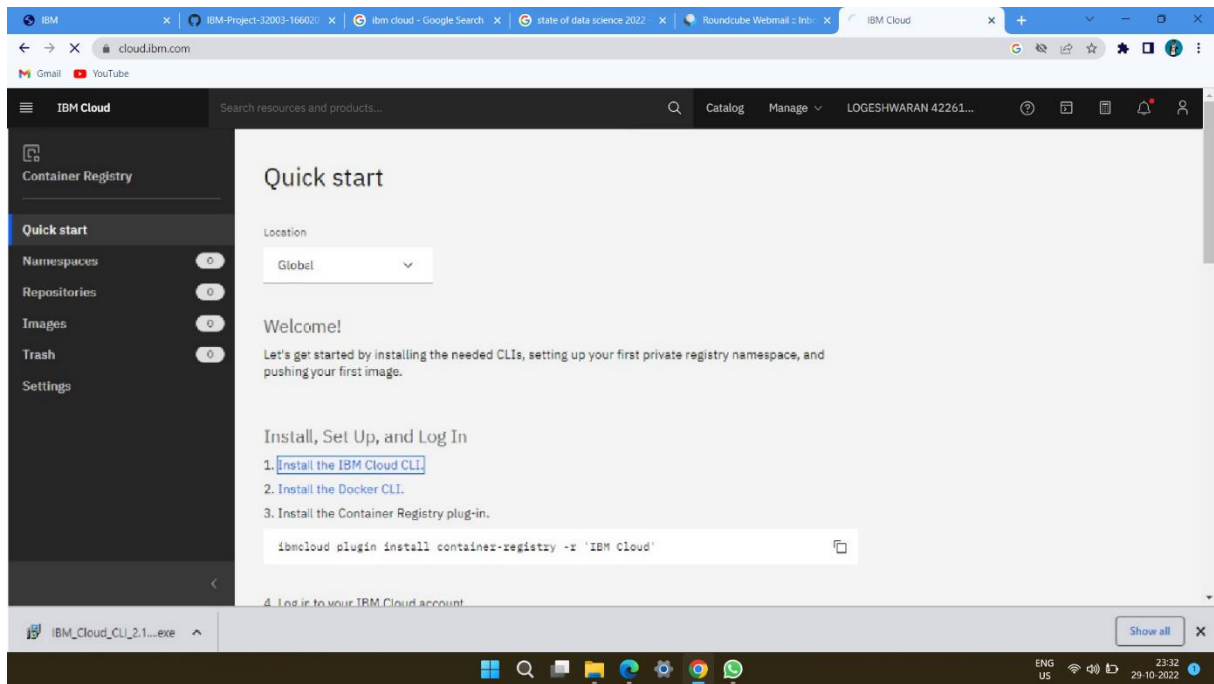 IBM
IBM-Project-32003-166020
ibm cloud - Google Search
state of data science 2022 -
Roundcube Webmail :: Inbo
IBM Cloud
cloud.ibm.com
Gmail
YouTube
IBM Cloud
Search resources and products...
Catalog
Manage
LOGESHWARAN 42261...
Container Registry
Quick start
Namespaces 0
Repositories 0
Images 0
Trash 0
Settings
Quick start
Location
Global
Welcome!
Let's get started by installing the needed CLIs, setting up your first private registry namespace, and
pushing your first image.
Install, Set Up, and Log In
1. Install the IBM Cloud CLI.
2. Install the Docker CLI.
3. Install the Container Registry plug-in.
ibmcloud plugin install container-registry -r 'IBM Cloud'
4. Log in to your IBM Cloud account
IBM_Cloud_CLI_2.1....exe
Show all
ENG
US
23:32
29-10-2022
1